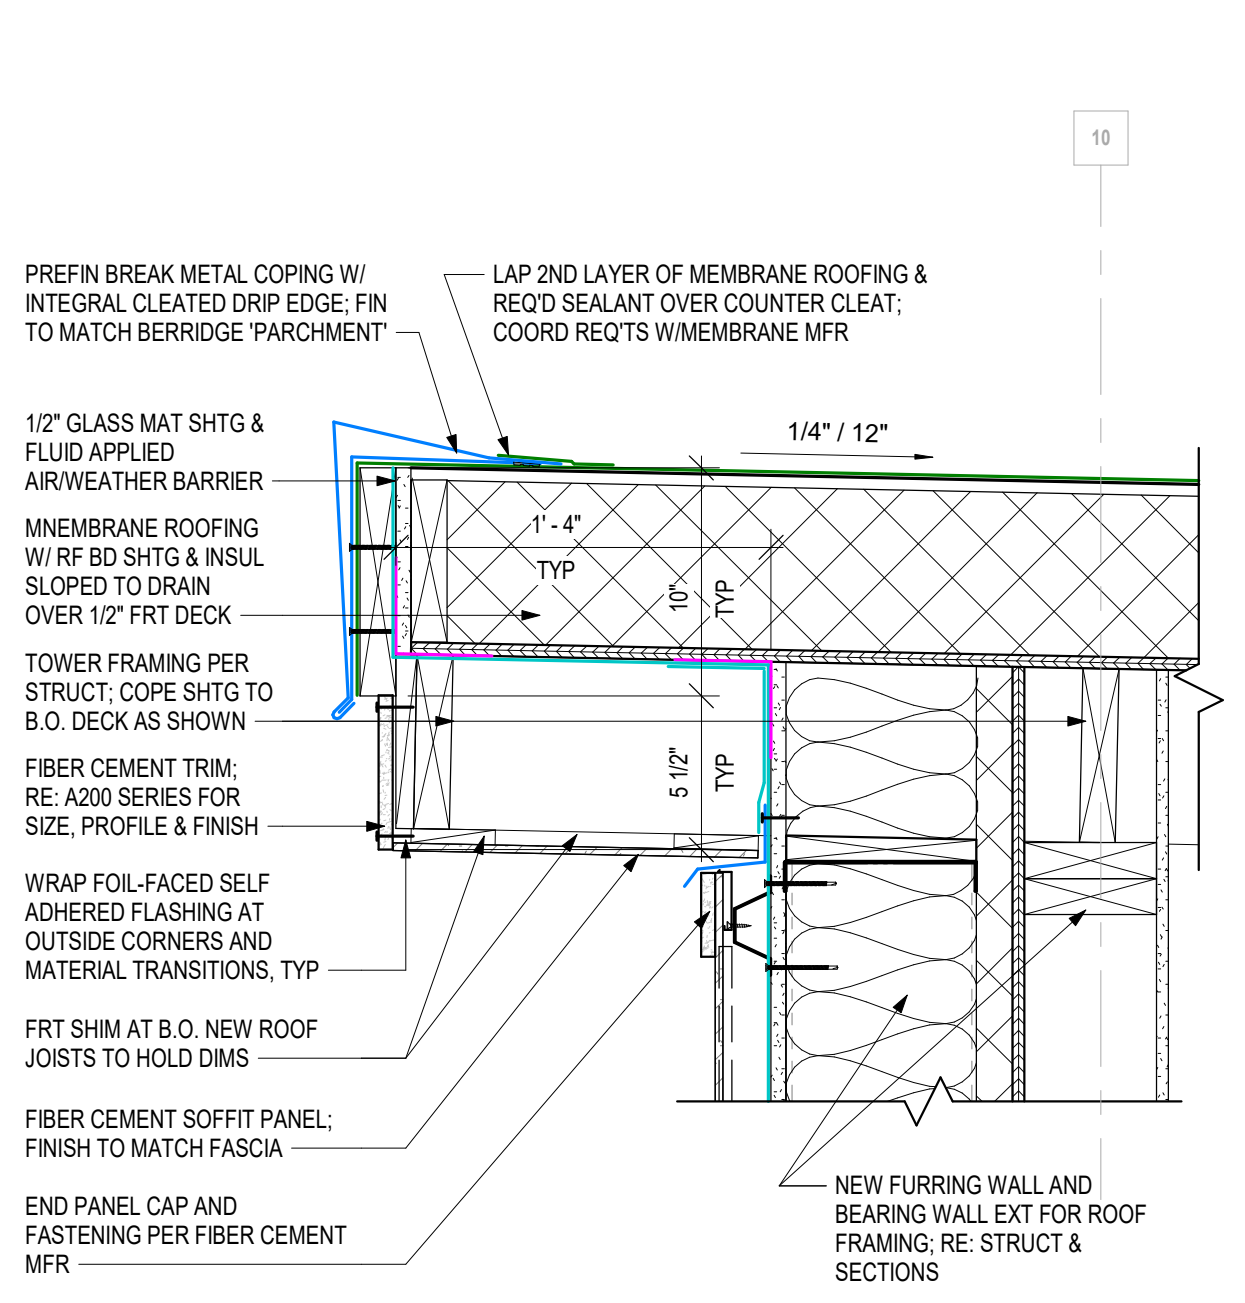 10
PREFIN BREAK METAL COPING W/
INTEGRAL CLEATED DRIP EDGE; FIN
TO MATCH BERRIDGE 'PARCHMENT'
LAP 2ND LAYER OF MEMBRANE ROOFING &
REQ'D SEALANT OVER COUNTER CLEAT;
COORD REQ'TS W/MEMBRANE MFR
1/2" GLASS MAT SHTG &
FLUID APPLIED
AIR/WEATHER BARRIER
1/4" / 12"
MNEMBRANE ROOFING
W/ RF BD SHTG & INSUL
SLOPED TO DRAIN
OVER 1/2" FRT DECK
1' - 4"
TYP
10"
TYP
TOWER FRAMING PER
STRUCT; COPE SHTG TO
B.O. DECK AS SHOWN
5 1/2"
TYP
FIBER CEMENT TRIM;
RE: A200 SERIES FOR
SIZE, PROFILE & FINISH
WRAP FOIL-FACED SELF
ADHERED FLASHING AT
OUTSIDE CORNERS AND
MATERIAL TRANSITIONS, TYP
FRT SHIM AT B.O. NEW ROOF
JOISTS TO HOLD DIMS
FIBER CEMENT SOFFIT PANEL;
FINISH TO MATCH FASCIA
END PANEL CAP AND
FASTENING PER FIBER CEMENT
MFR
NEW FURRING WALL AND
BEARING WALL EXT FOR ROOF
FRAMING; RE: STRUCT &
SECTIONS